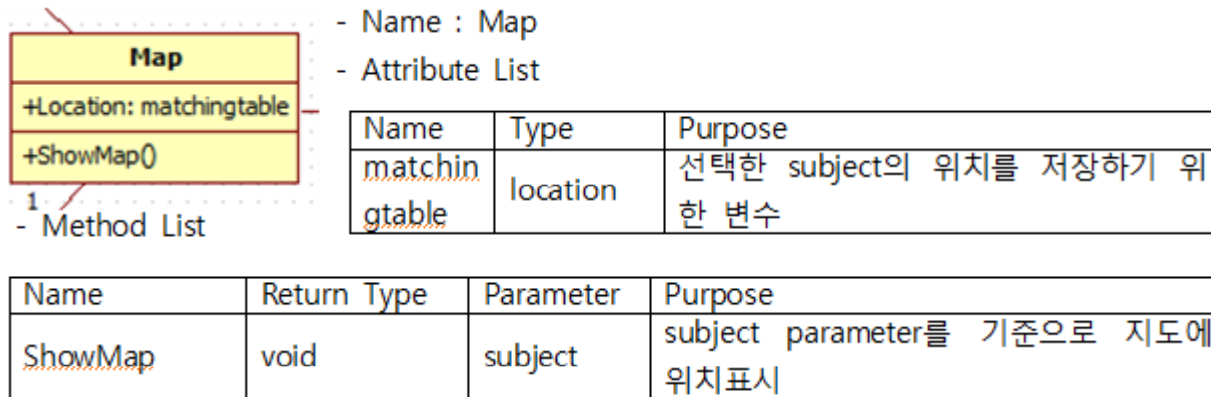 Map
+Location: matchingtable
+ShowMap()
1
- Name : Map
- Attribute List
Name Type Purpose
matchin
gtable
location
선택한 subject의 위치를 저장하기 위
한 변수
- Method List
Name Return Type Parameter Purpose
ShowMap void subject
subject parameter를 기준으로 지도에
위치표시